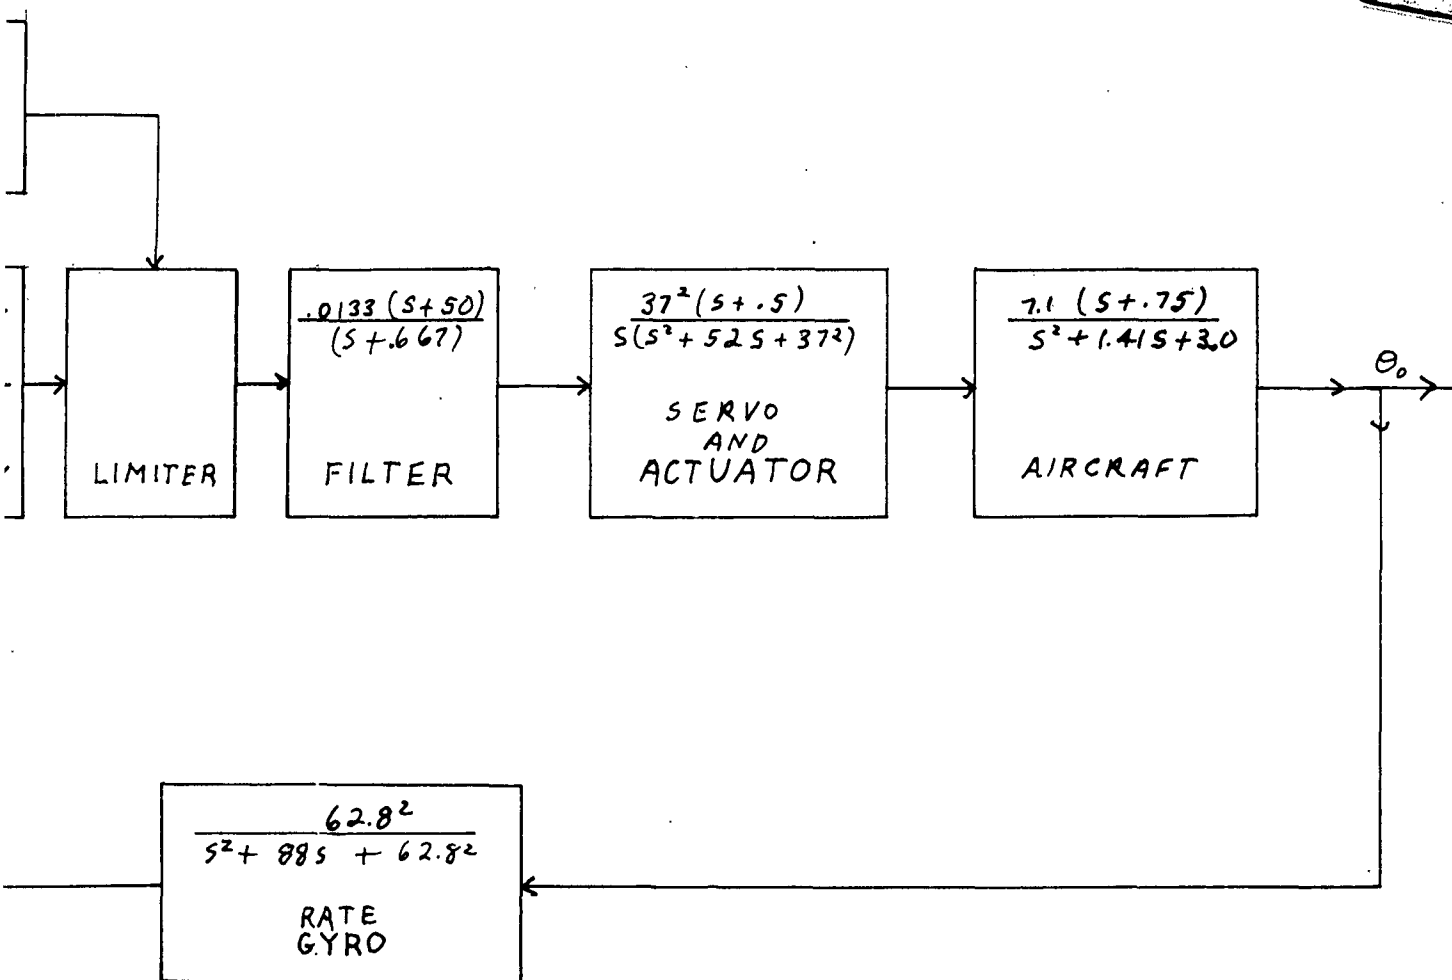 .0133 (S+50)
(S+.667)
FILTER
LIMITER
37² (S+.5)
S(S²+52S+37²)
SERVO
AND
ACTUATOR
7.1 (S+.75)
S²+1.41S+3.0
AIRCRAFT
θ₀
62.8²
S²+ 88S + 62.8²
RATE
GYRO